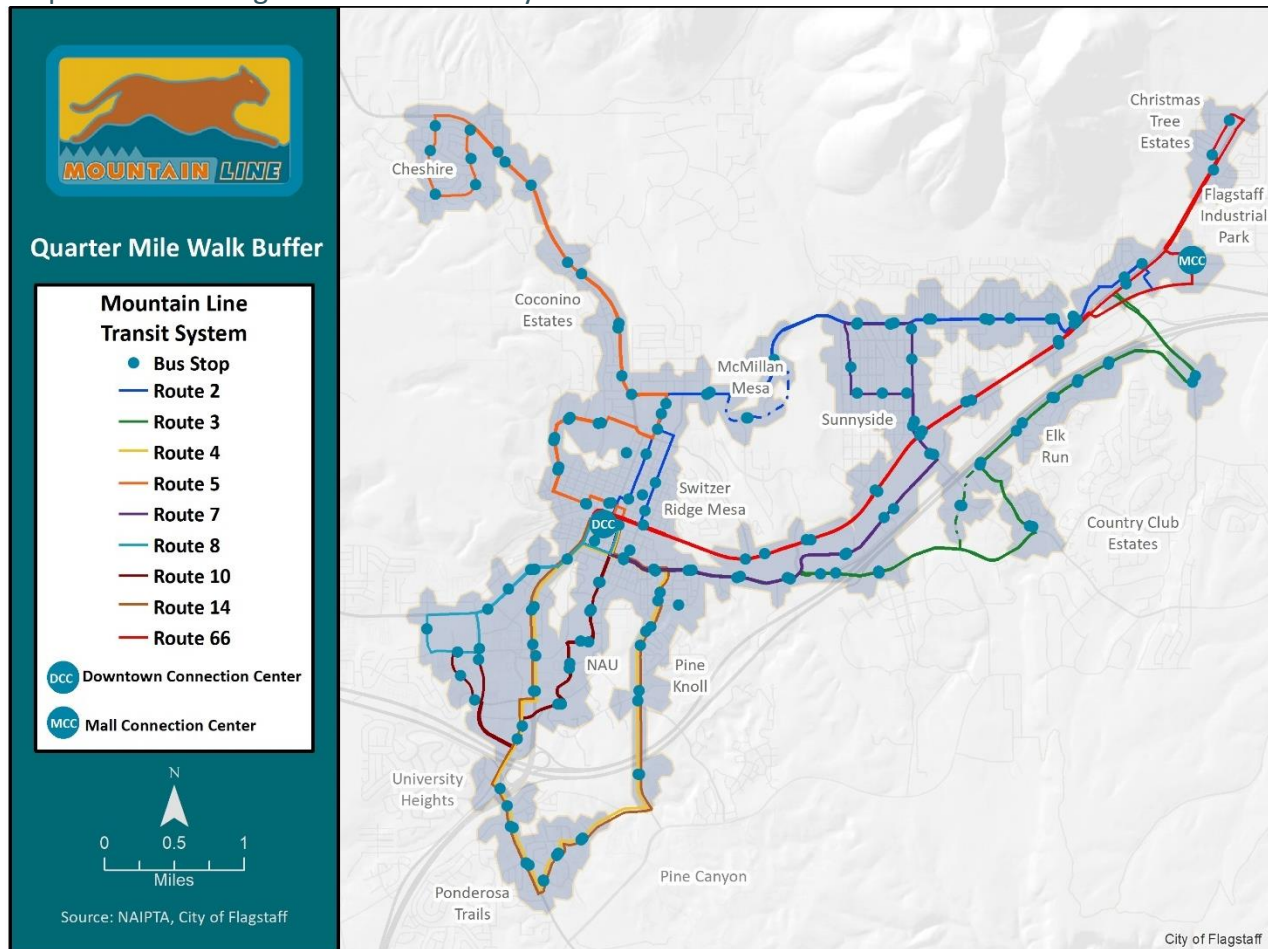 MOUNTAIN LINE
Quarter Mile Walk Buffer
Mountain Line
Transit System
Bus Stop
Route 2
Route 3
Route 4
Route 5
Route 7
Route 8
Route 10
Route 14
Route 66
DCC Downtown Connection Center
MCC Mall Connection Center
N
0 0.5 1
Miles
Source: NAIPTA, City of Flagstaff
Christmas
Tree
Estates
Cheshire
Flagstaff
Industrial
Park
MCC
Coconino
Estates
McMillan
Mesa
Sunnyside
Elk
Run
Switzer
Ridge Mesa
DCC
Country Club
Estates
NAU
Pine
Knoll
University
Heights
Pine Canyon
Ponderosa
Trails
City of Flagstaff